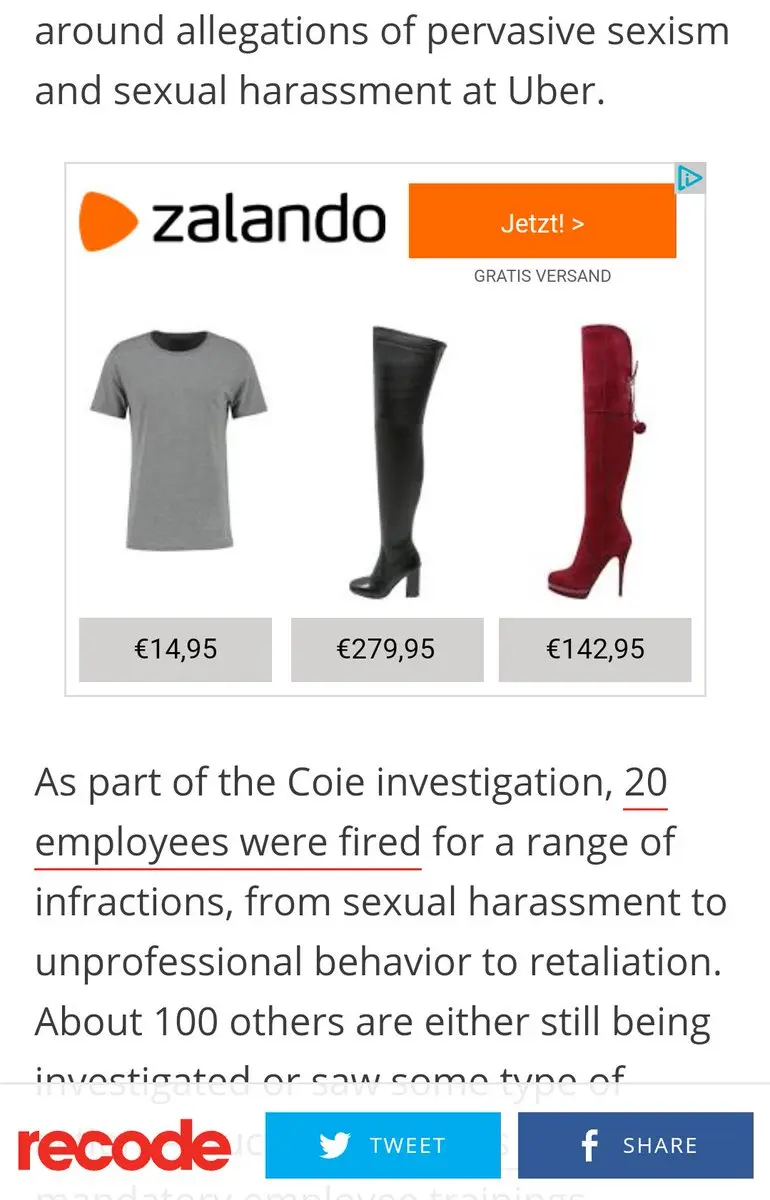 around allegations of pervasive sexism
and sexual harassment at Uber.
zalando
Jetzt! >
GRATIS VERSAND
€14,95
€279,95
€142,95
As part of the Coie investigation, 20
employees were fired for a range of
infractions, from sexual harassment to
unprofessional behavior to retaliation.
About 100 others are either still being
investigated or saw some type of
recode
TWEET
SHARE
mandatory employee trainings